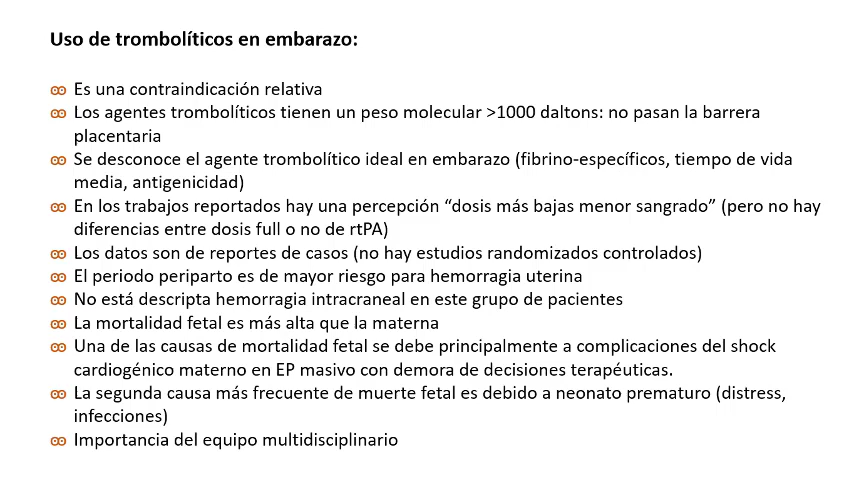 Uso de trombolíticos en embarazo:
Es una contraindicación relativa
Los agentes trombolíticos tienen un peso molecular >1000 daltons: no pasan la barrera
placentaria
Se desconoce el agente trombolítico ideal en embarazo (fibrino-específicos, tiempo de vida
media, antigenicidad)
En los trabajos reportados hay una percepción “dosis más bajas menor sangrado” (pero no hay
diferencias entre dosis full o no de rtPA)
Los datos son de reportes de casos (no hay estudios randomizados controlados)
El periodo periparto es de mayor riesgo para hemorragia uterina
No está descripta hemorragia intracraneal en este grupo de pacientes
La mortalidad fetal es más alta que la materna
Una de las causas de mortalidad fetal se debe principalmente a complicaciones del shock
cardiogénico materno en EP masivo con demora de decisiones terapéuticas.
La segunda causa más frecuente de muerte fetal es debido a neonato prematuro (distress,
infecciones)
Importancia del equipo multidisciplinario